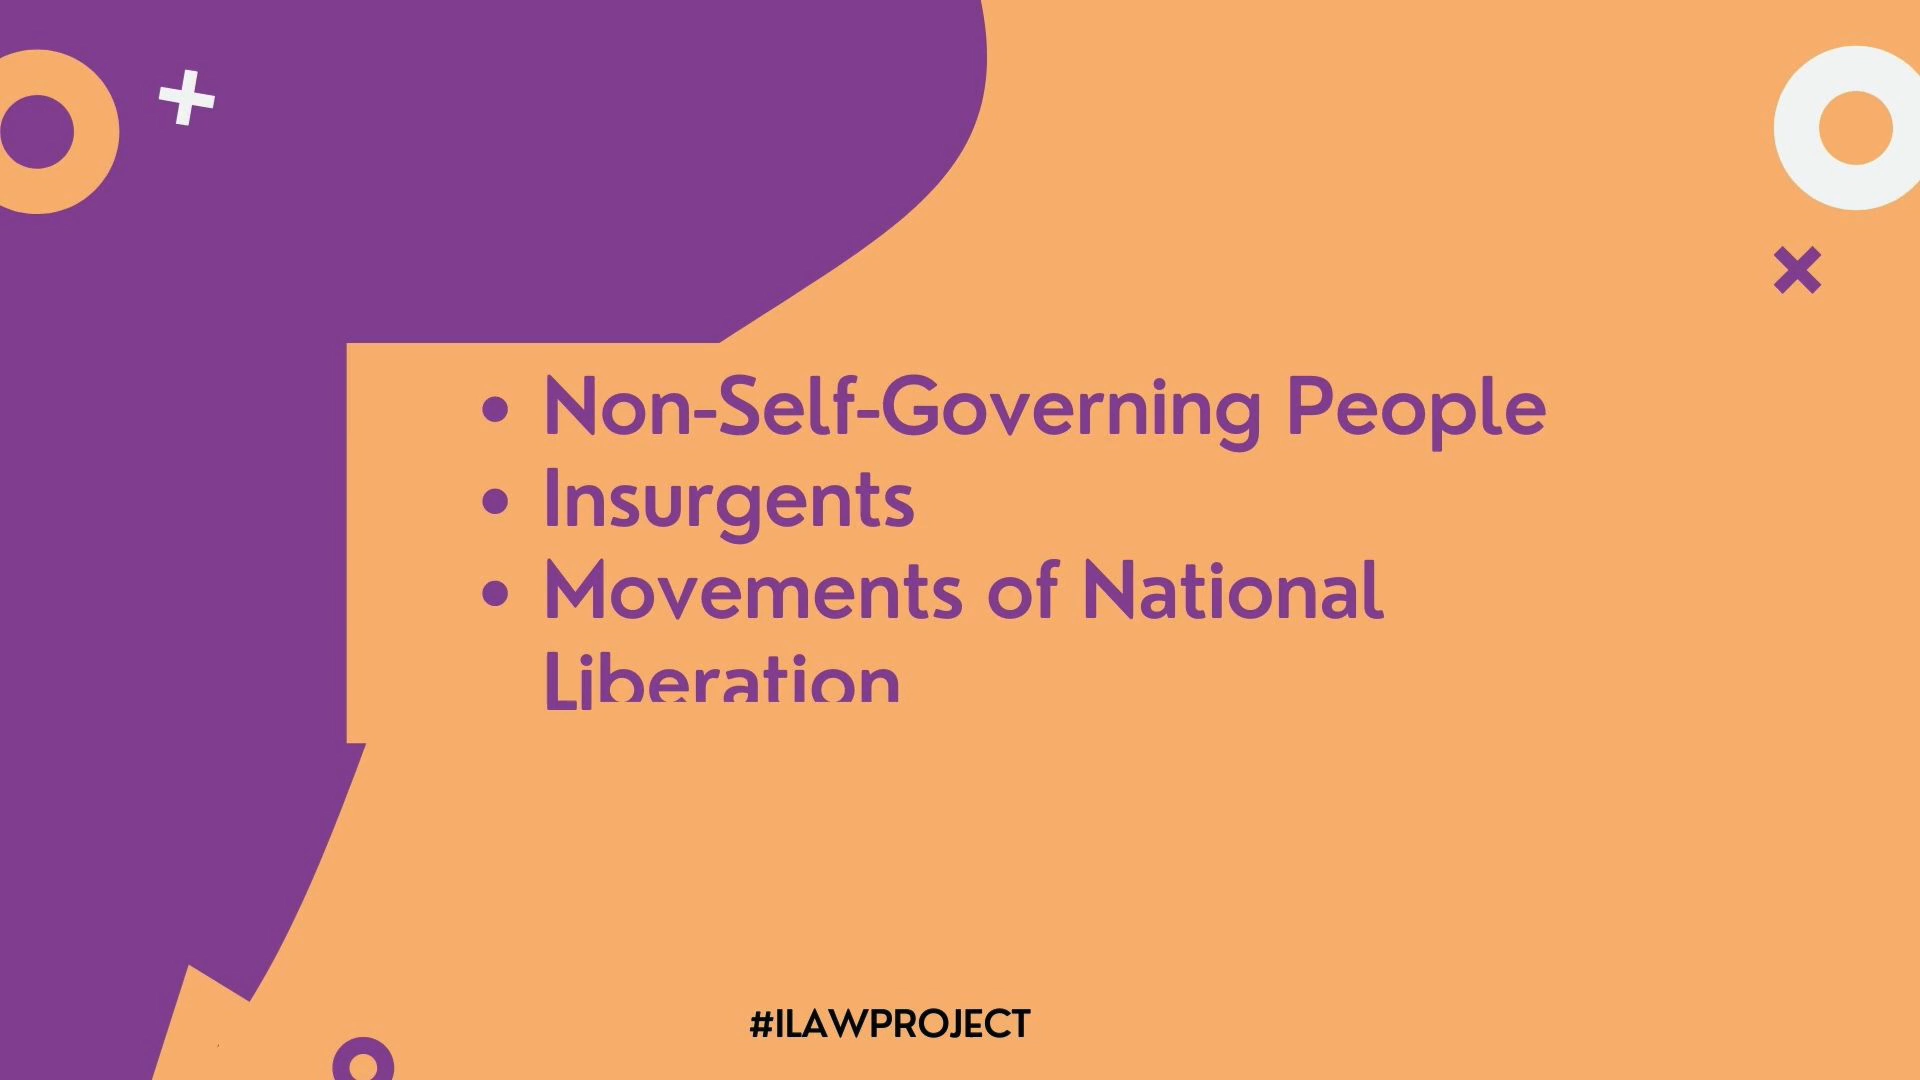 • Non-Self-Governing People
• Insurgents
• Movements of National
Liberation
#ILAWPROJECT